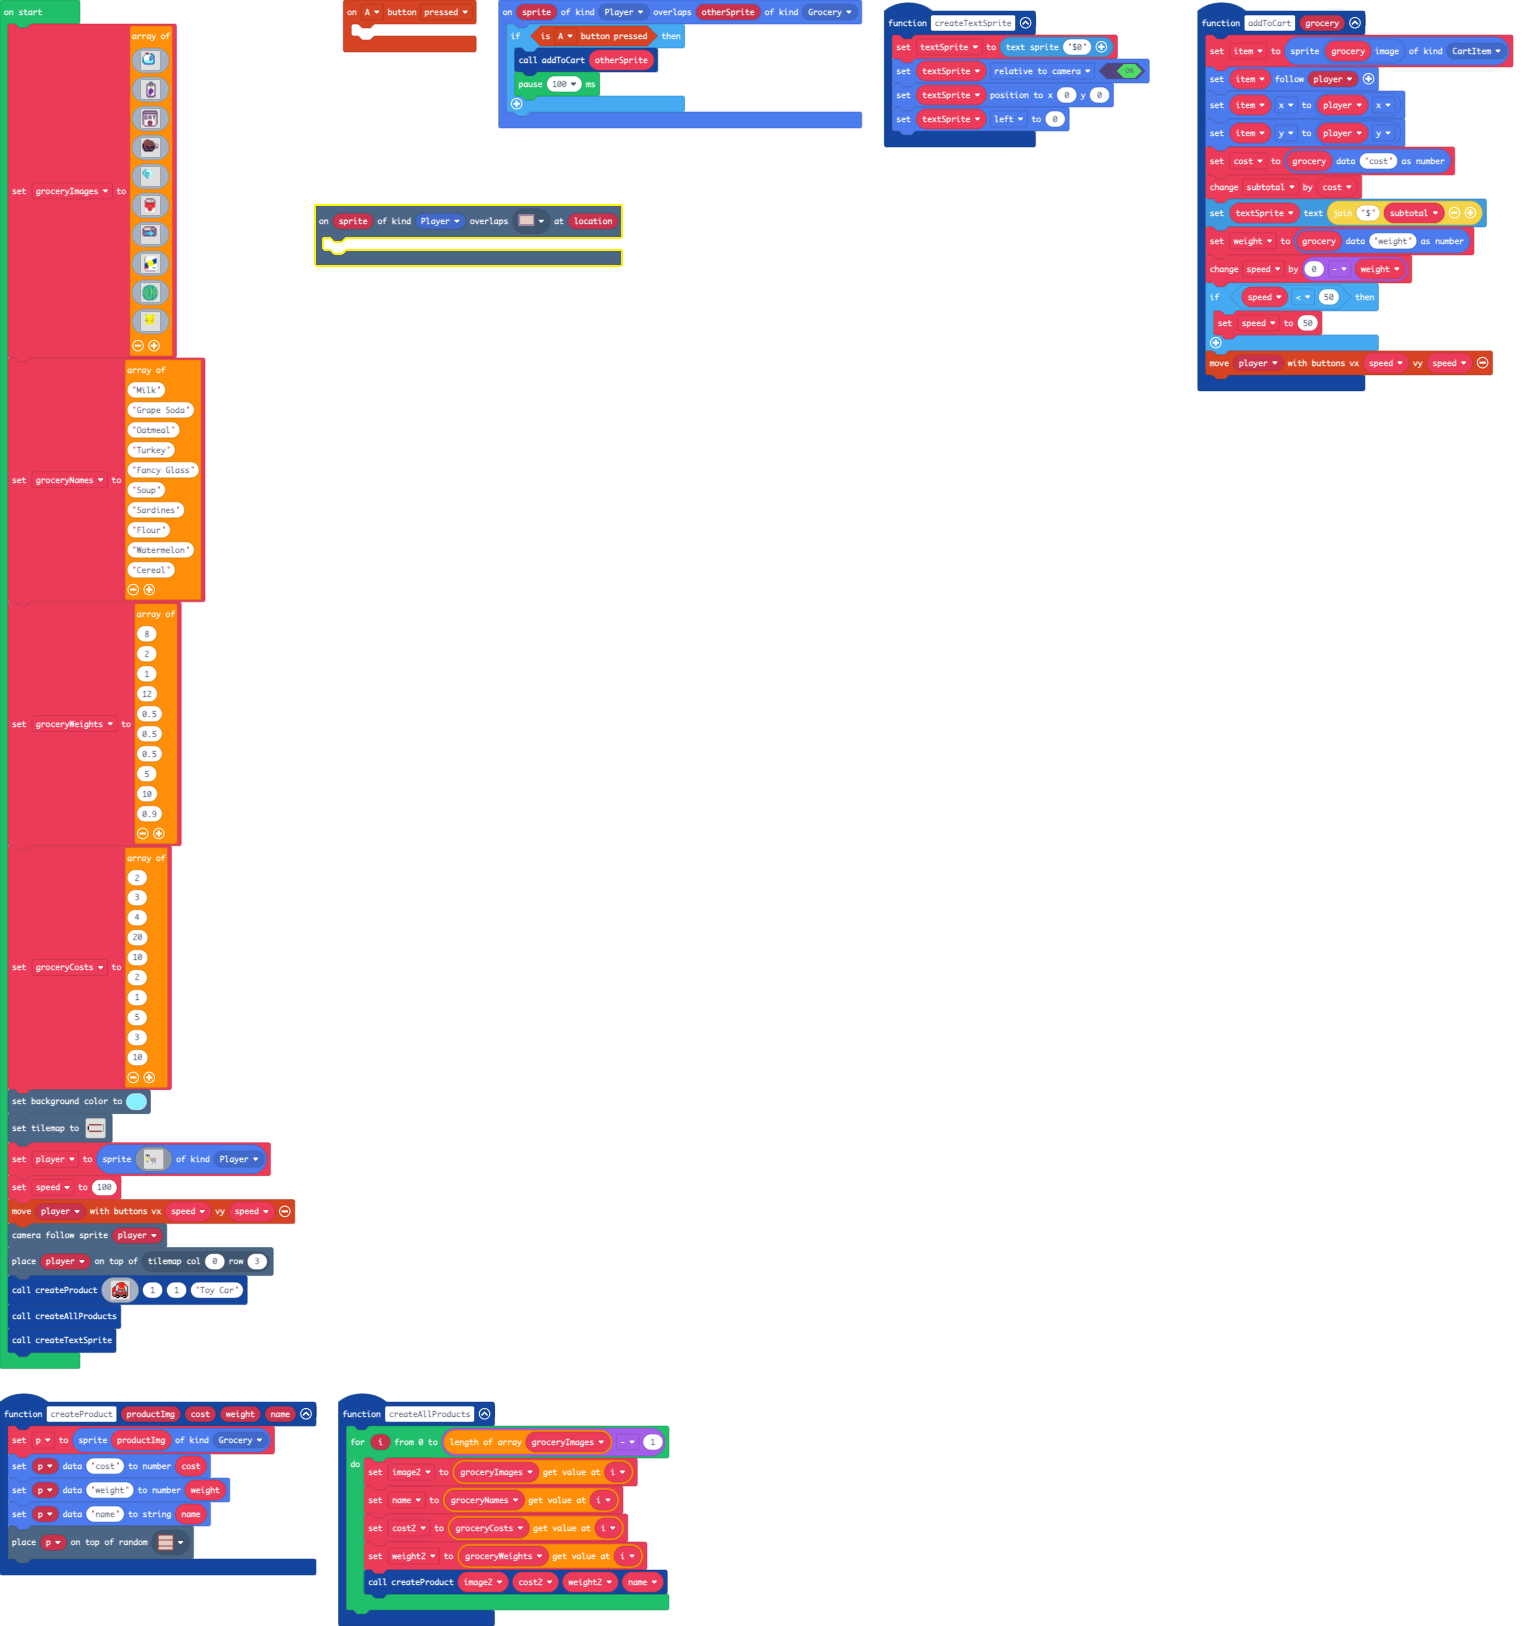 on start
set groceryImages to array of
set groceryNames to array of
"Milk"
"Grape Soda"
"Oatmeal"
"Turkey"
"Fancy Glass"
"Soup"
"Sardines"
"Flour"
"Watermelon"
"Cereal"
set groceryWeights to array of
8
2
1
12
0.5
0.5
0.5
5
10
0.9
set groceryCosts to array of
2
3
4
20
10
2
1
5
3
10
set background color to
set tilemap to
set player to sprite of kind Player
set speed to 100
move player with buttons vx speed vy speed
camera follow sprite player
place player on top of tilemap col 0 row 3
call createProduct 1 1 "Toy Car"
call createAllProducts
call createTextSprite
on A button pressed
on sprite of kind Player overlaps otherSprite of kind Grocery
if is A button pressed then
call addToCart otherSprite
pause 100 ms
on sprite of kind Player overlaps at location
function createTextSprite
set textSprite to text sprite "$0"
set textSprite relative to camera ON
set textSprite position to x 0 y 0
set textSprite left to 0
function addToCart grocery
set item to sprite grocery image of kind CartItem
set item follow player
set item x to player x
set item y to player y
set cost to grocery data "cost" as number
change subtotal by cost
set textSprite text join "$" subtotal
set weight to grocery data "weight" as number
change speed by 0 - weight
if speed < 50 then
set speed to 50
move player with buttons vx speed vy speed
function createProduct productImg cost weight name
set p to sprite productImg of kind Grocery
set p data "cost" to number cost
set p data "weight" to number weight
set p data "name" to string name
place p on top of random
function createAllProducts
for i from 0 to length of array groceryImages - 1
do
set image2 to groceryImages get value at i
set name to groceryNames get value at i
set cost2 to groceryCosts get value at i
set weight2 to groceryWeights get value at i
call createProduct image2 cost2 weight2 name